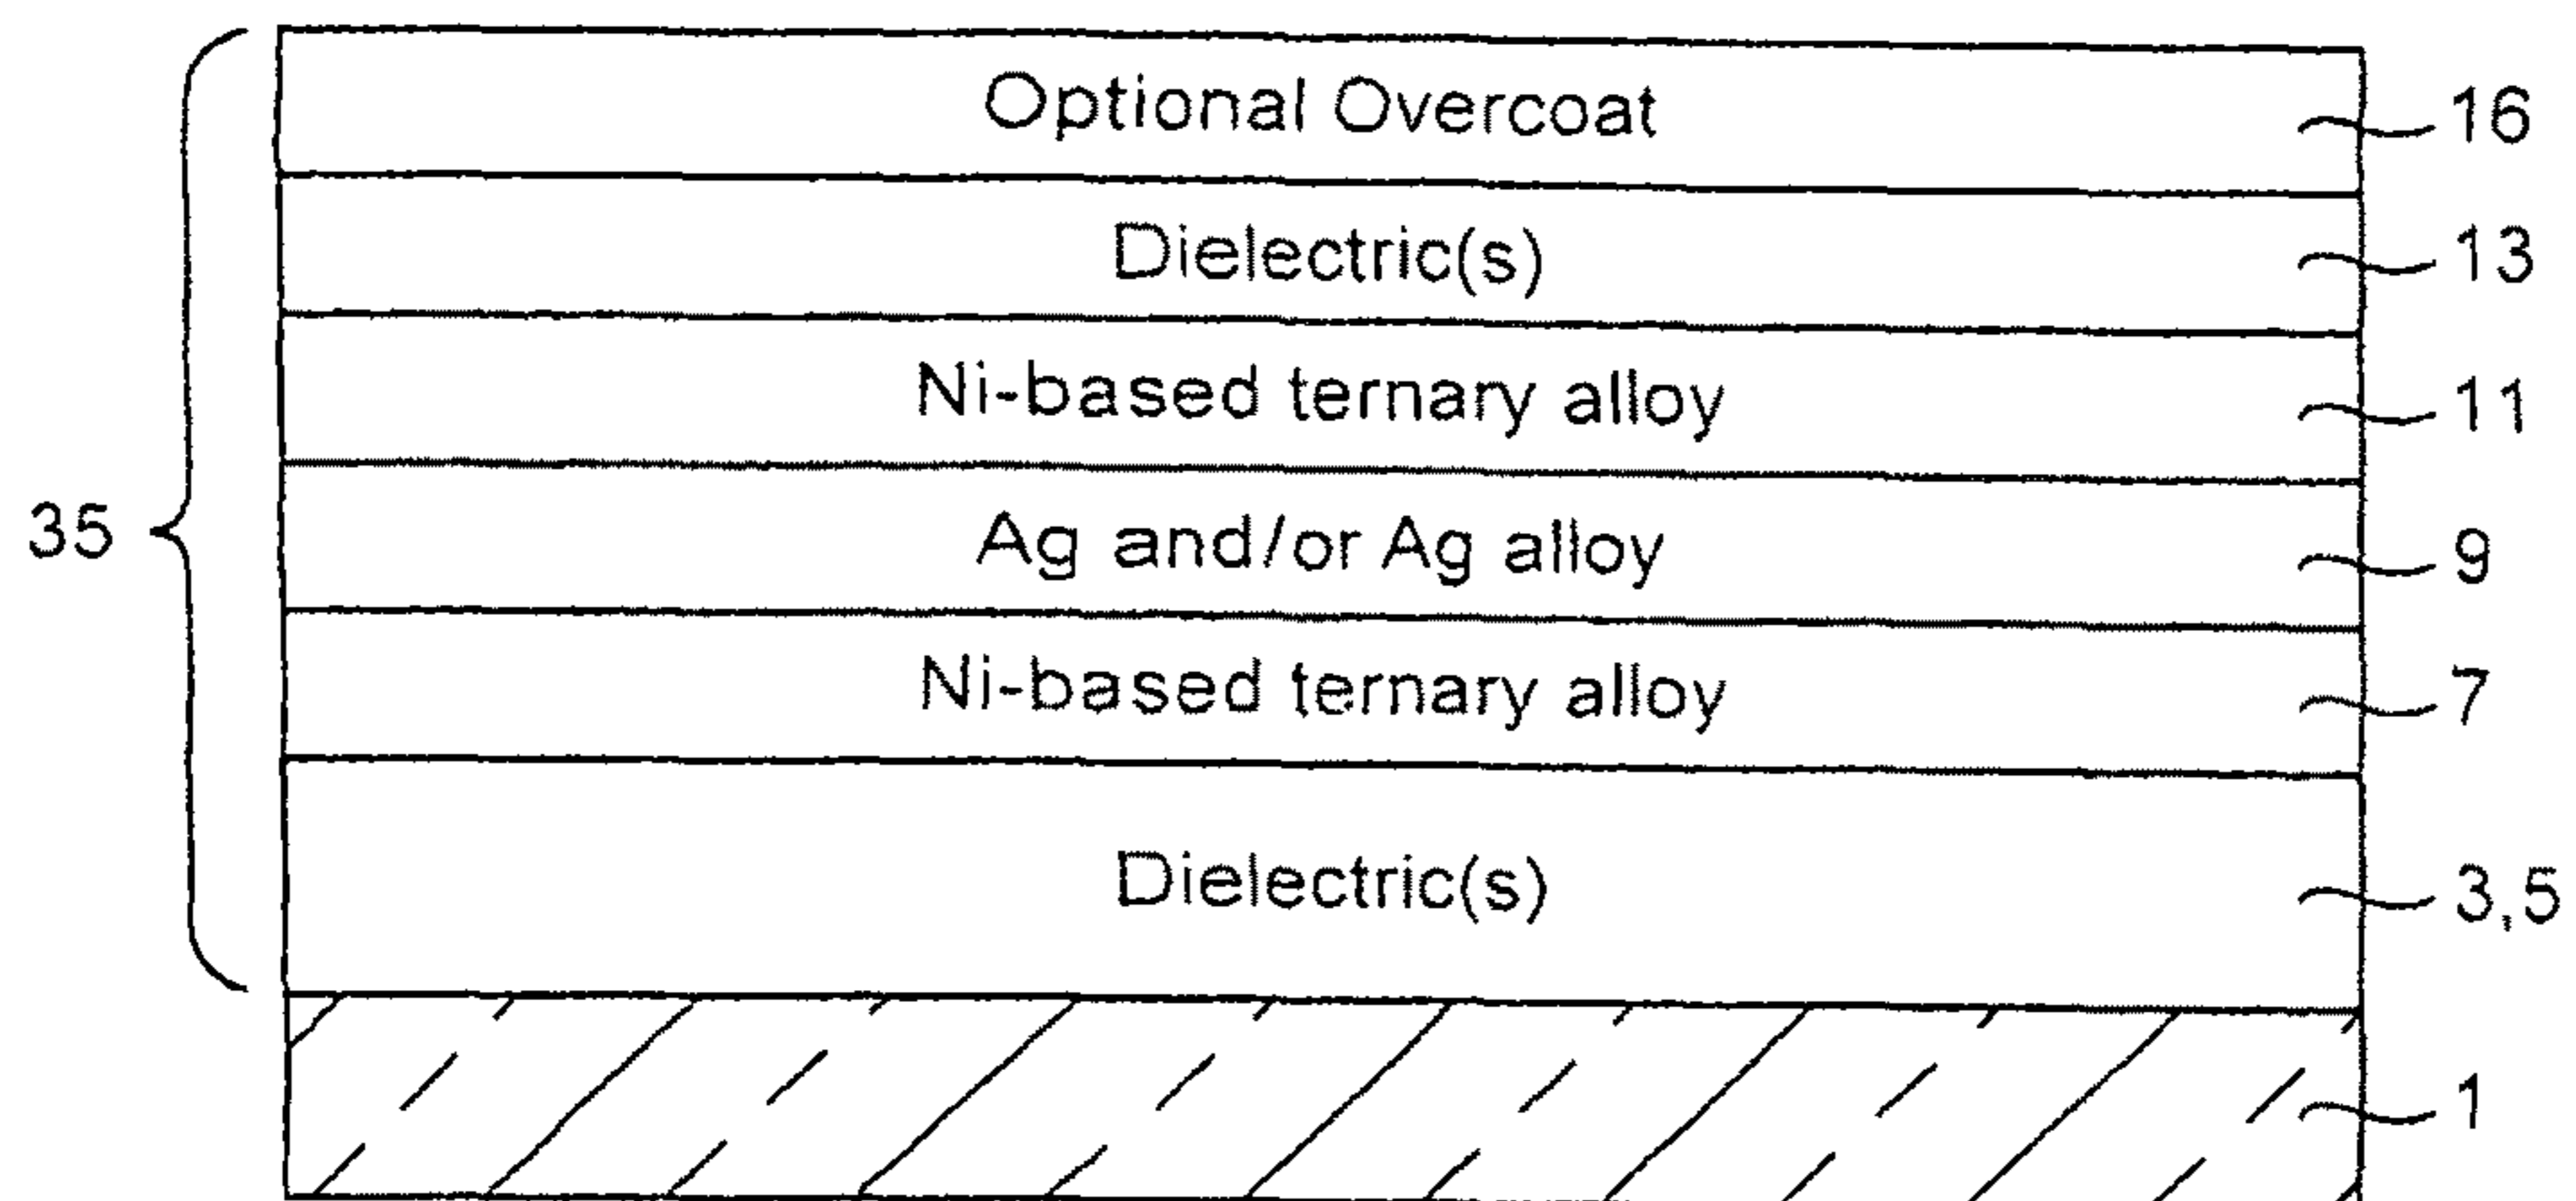 Optional Overcoat 16
Dielectric(s) 13
Ni-based ternary alloy 11
35
Ag and/or Ag alloy 9
Ni-based ternary alloy 7
Dielectric(s) 3,5
1